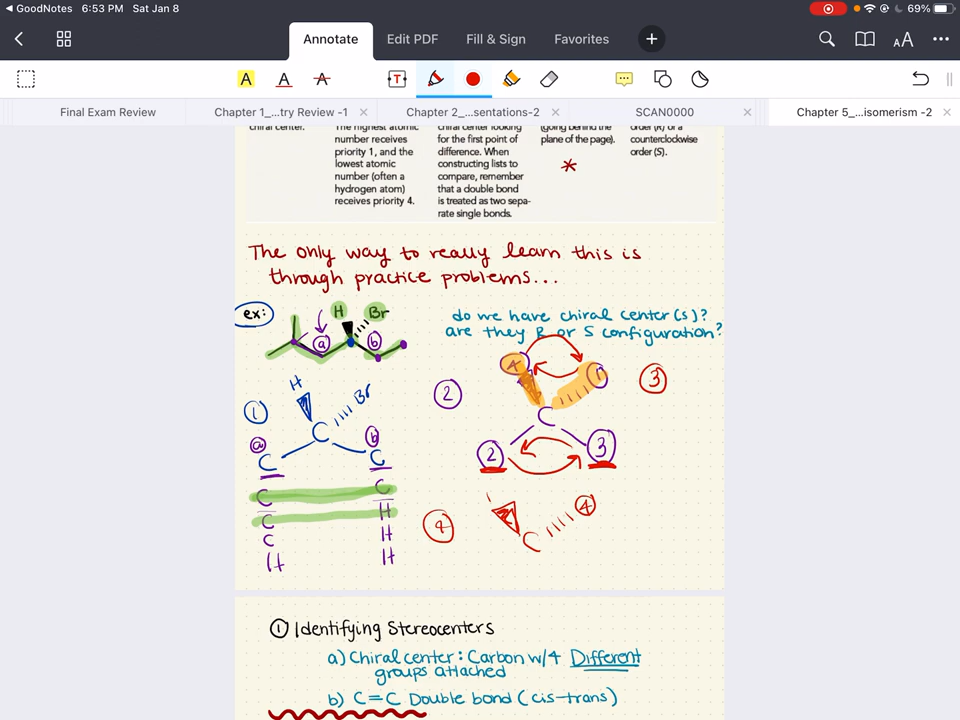 GoodNotes 6:53 PM Sat Jan 8 69%
Annotate Edit PDF Fill & Sign Favorites AA
A A A T
Final Exam Review Chapter 1_...try Review -1 Chapter 2_...sentations-2 SCAN0000 Chapter 5_...isomerism -2
chiral center.
The highest atomic
number receives
priority 1, and the
lowest atomic
number (often a
hydrogen atom)
receives priority 4.
chiral center looking
for the first point of
difference. When
constructing lists to
compare, remember
that a double bond
is treated as two sepa-
rate single bonds.
(going behind the
plane of the page).
*
order (R) or a
counterclockwise
order (S).
The only way to really learn this is
through practice problems...
ex:
H Br
a b
do we have chiral center(s)?
are they R or S configuration?
1
H Br
C
a b
C C
C C
C H
C H
H H
2
4 1
C
2 3
3
4
C 4
① Identifying Stereocenters
a) Chiral center: Carbon w/4 Different
groups attached
b) C=C Double bond (cis-trans)